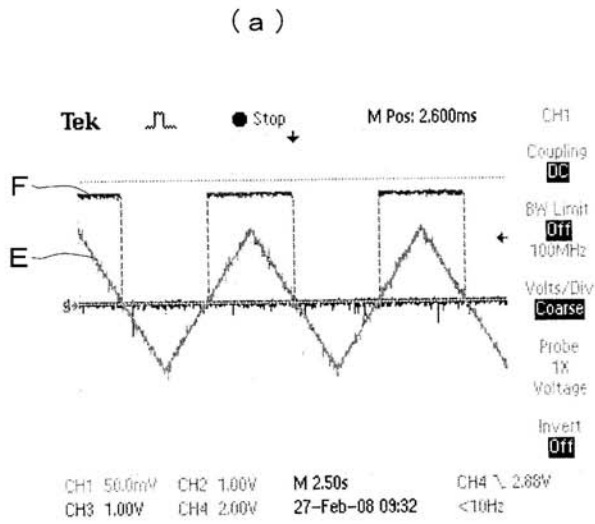 (a)
Tek Stop M Pos: 2.600ms CH1
Coupling
DC
F
BW Limit
Off
100MHz
E
Volts/Div
Coarse
Probe
1X
Voltage
Invert
Off
CH1 50.0mV CH2 1.00V M 2.50s CH4 2.88V
CH3 1.00V CH4 2.00V 27-Feb-08 09:32 <10Hz